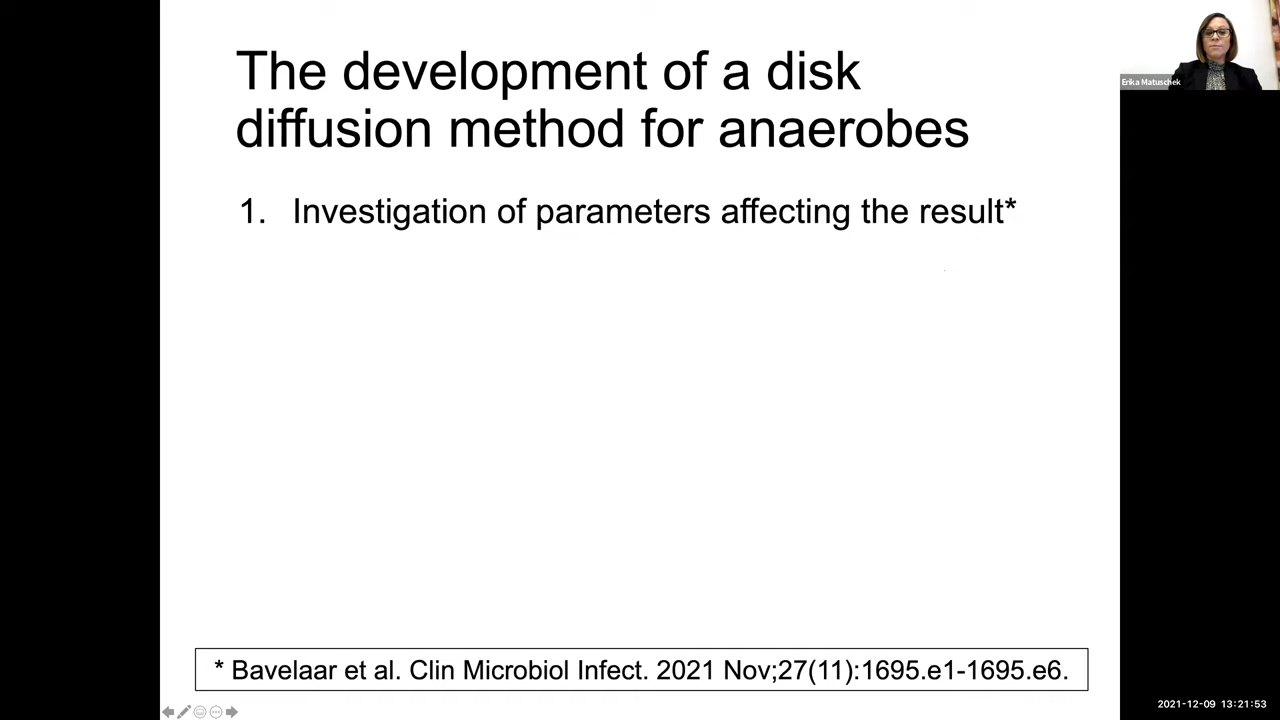 The development of a disk
diffusion method for anaerobes
Erika Matuschek
1. Investigation of parameters affecting the result*
* Bavelaar et al. Clin Microbiol Infect. 2021 Nov;27(11):1695.e1-1695.e6.
2021-12-09 13:21:53